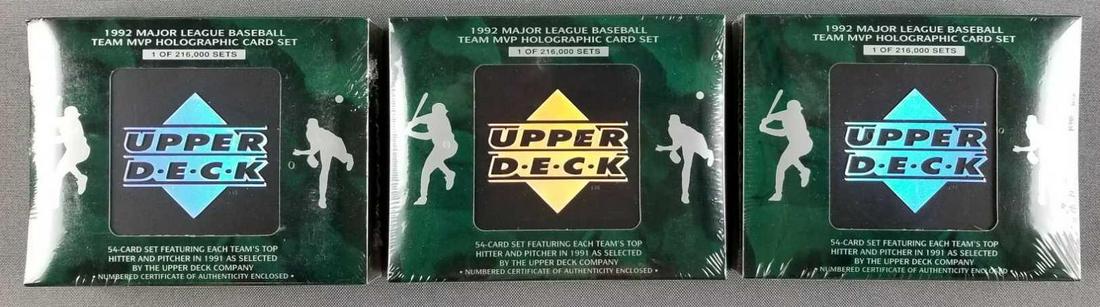 1992 MAJOR LEAGUE BASEBALL
TEAM MVP HOLOGRAPHIC CARD SET
1 OF 216,000 SETS
UPPER
D·E·C·K
54-CARD SET FEATURING EACH TEAM'S TOP
HITTER AND PITCHER IN 1991 AS SELECTED
BY THE UPPER DECK COMPANY
• NUMBERED CERTIFICATE OF AUTHENTICITY ENCLOSED •
1992 MAJOR LEAGUE BASEBALL
TEAM MVP HOLOGRAPHIC CARD SET
1 OF 216,000 SETS
UPPER
D·E·C·K
54-CARD SET FEATURING EACH TEAM'S TOP
HITTER AND PITCHER IN 1991 AS SELECTED
BY THE UPPER DECK COMPANY
• NUMBERED CERTIFICATE OF AUTHENTICITY ENCLOSED •
1992 MAJOR LEAGUE BASEBALL
TEAM MVP HOLOGRAPHIC CARD SET
1 OF 216,000 SETS
UPPER
D·E·C·K
54-CARD SET FEATURING EACH TEAM'S TOP
HITTER AND PITCHER IN 1991 AS SELECTED
BY THE UPPER DECK COMPANY
• NUMBERED CERTIFICATE OF AUTHENTICITY ENCLOSED